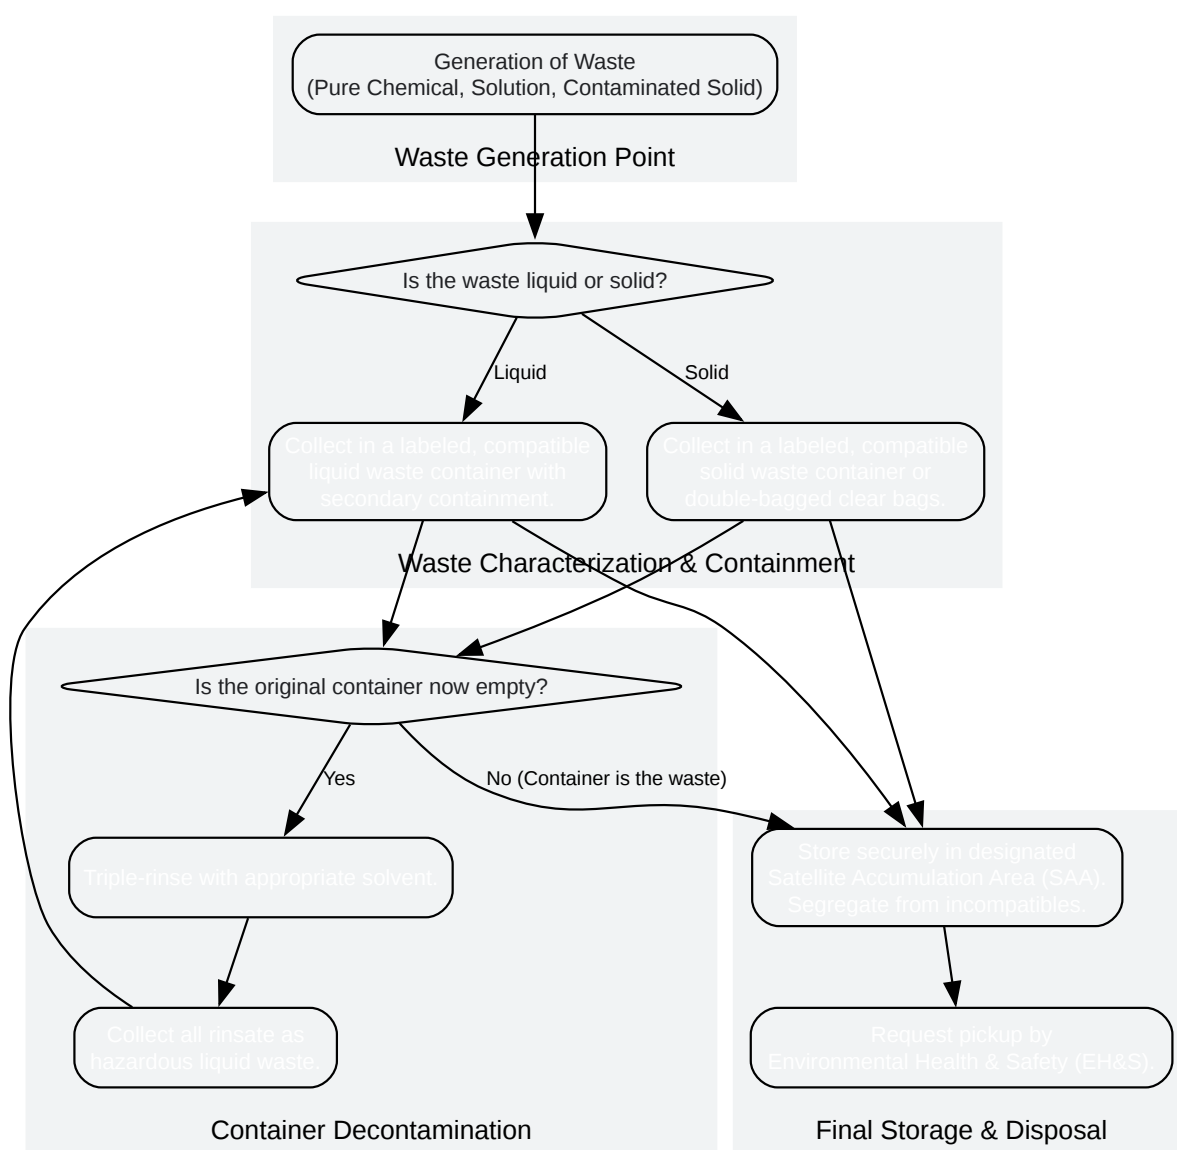 Generation of Waste
(Pure Chemical, Solution, Contaminated Solid)
Waste Generation Point
Is the waste liquid or solid?
Liquid
Solid
Collect in a labeled, compatible
liquid waste container with
secondary containment.
Collect in a labeled, compatible
solid waste container or
double-bagged clear bags.
Waste Characterization & Containment
Is the original container now empty?
Yes
No (Container is the waste)
Triple-rinse with appropriate solvent.
Store securely in designated
Satellite Accumulation Area (SAA).
Segregate from incompatibles.
Collect all rinsate as
hazardous liquid waste.
Request pickup by
Environmental Health & Safety (EH&S).
Container Decontamination
Final Storage & Disposal